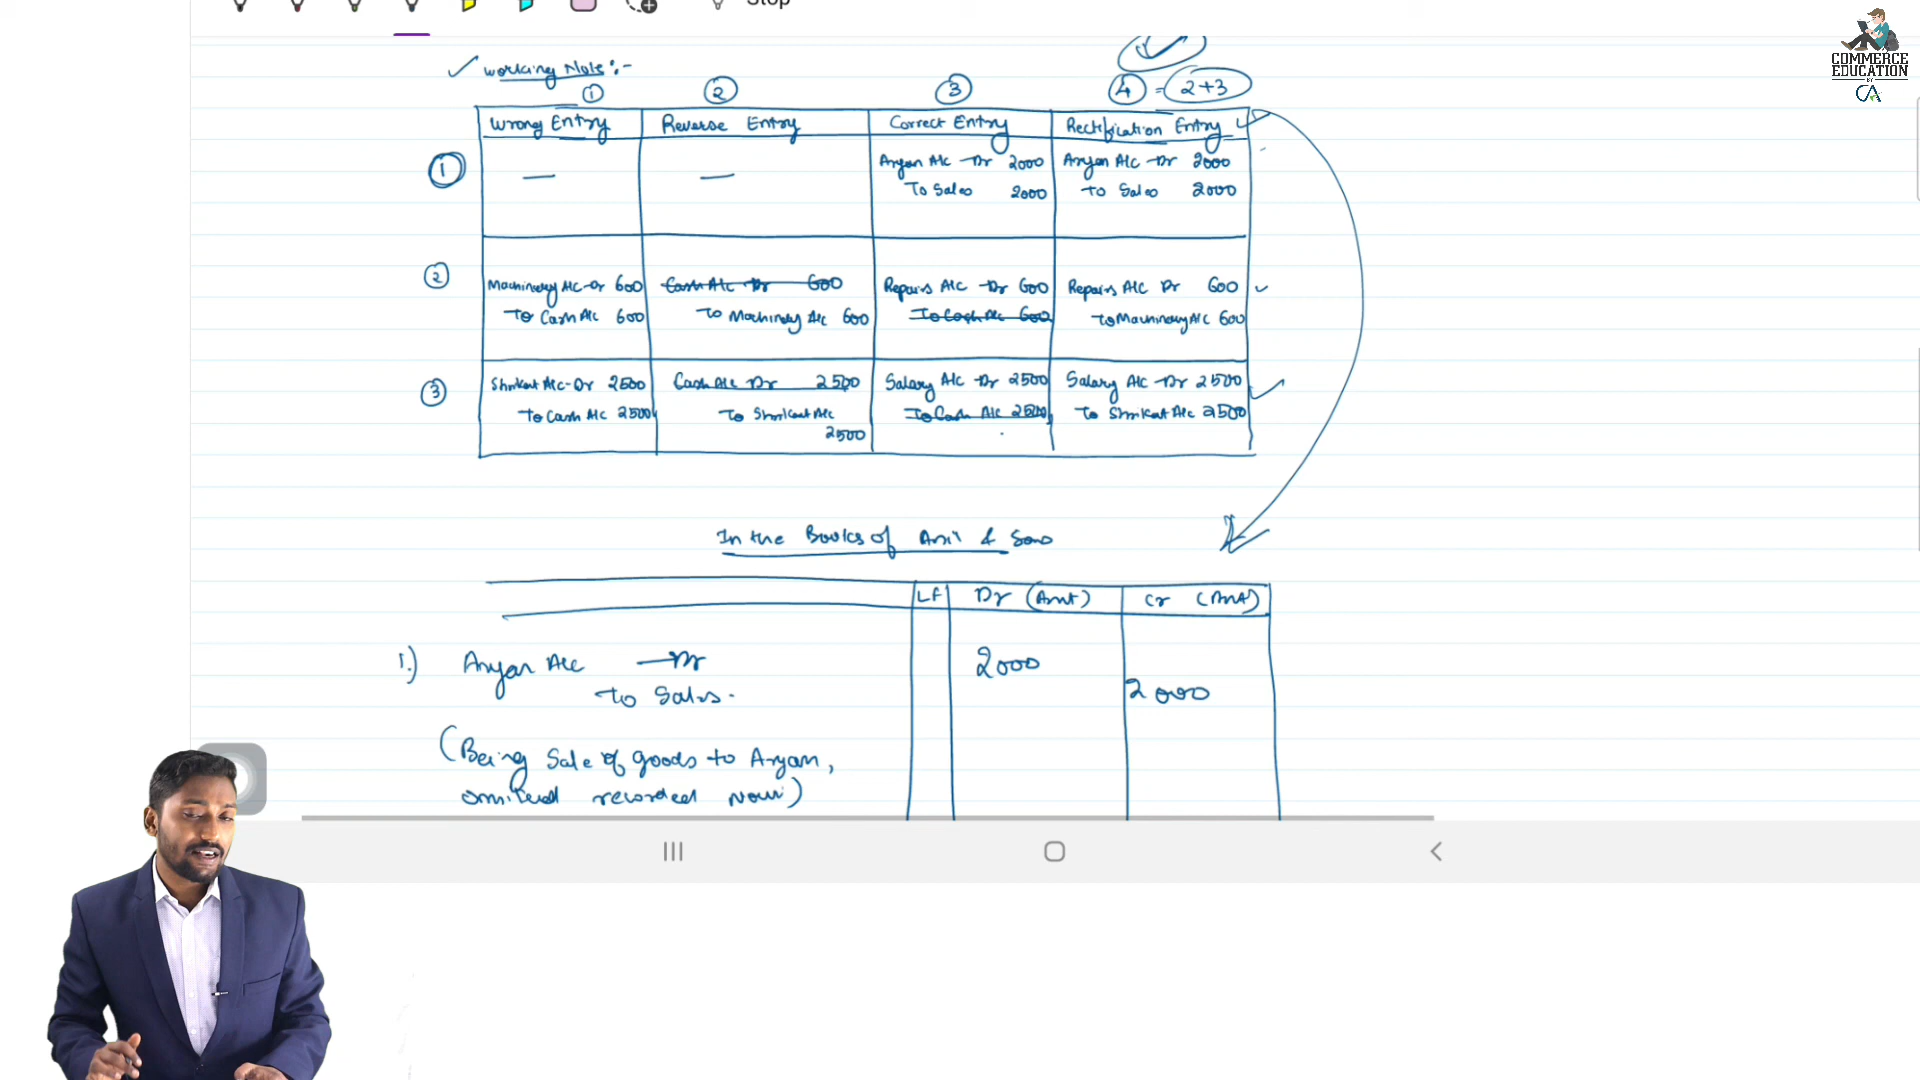 Stop
COMMERCE
EDUCATION
BY
CA
✓ Working Note:-
① ② ③ ④ = 2+3
Wrong Entry Reverse Entry Correct Entry Rectification Entry ✓
① — — Aryan A/c Dr 2000 Aryan A/c Dr 2000
To Sales 2000 To Sales 2000
② Machinery A/c Dr 600 Cash A/c Dr 600 Repairs A/c Dr 600 Repairs A/c Dr 600 ✓
To Cash A/c 600 To Machinery A/c 600 To Cash A/c 600 To Machinery A/c 600
③ Shrikant A/c Dr 2500 Cash A/c Dr 2500 Salary A/c Dr 2500 Salary A/c Dr 2500 ✓
To Cash A/c 2500 To Shrikant A/c To Cash A/c 2500 To Shrikant A/c 2500
2500
In the Books of Anil & Sons
LF Dr (Amt) Cr (Amt)
1.) Aryan A/c Dr 2000
To Sales. 2000
(Being Sale of goods to Aryan,
omitted recorded now)